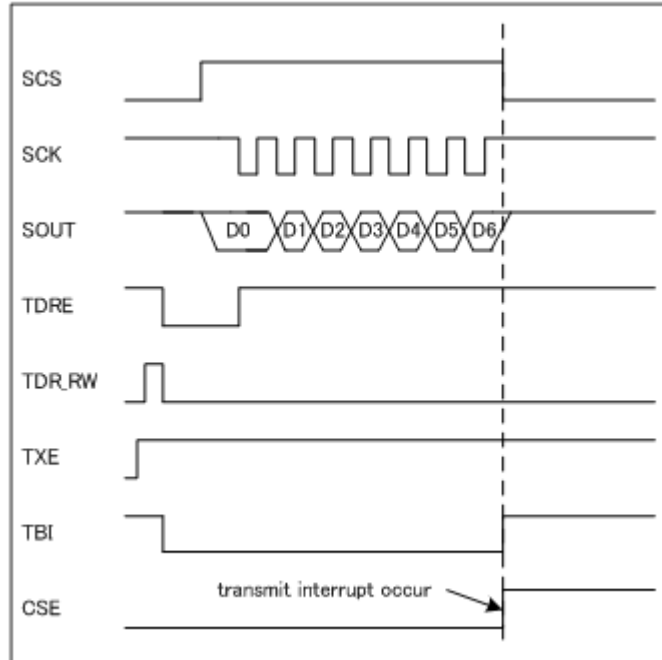 SCS
SCK
SOUT D0 D1 D2 D3 D4 D5 D6
TDRE
TDR_RW
TXE
TBI
transmit interrupt occur
CSE